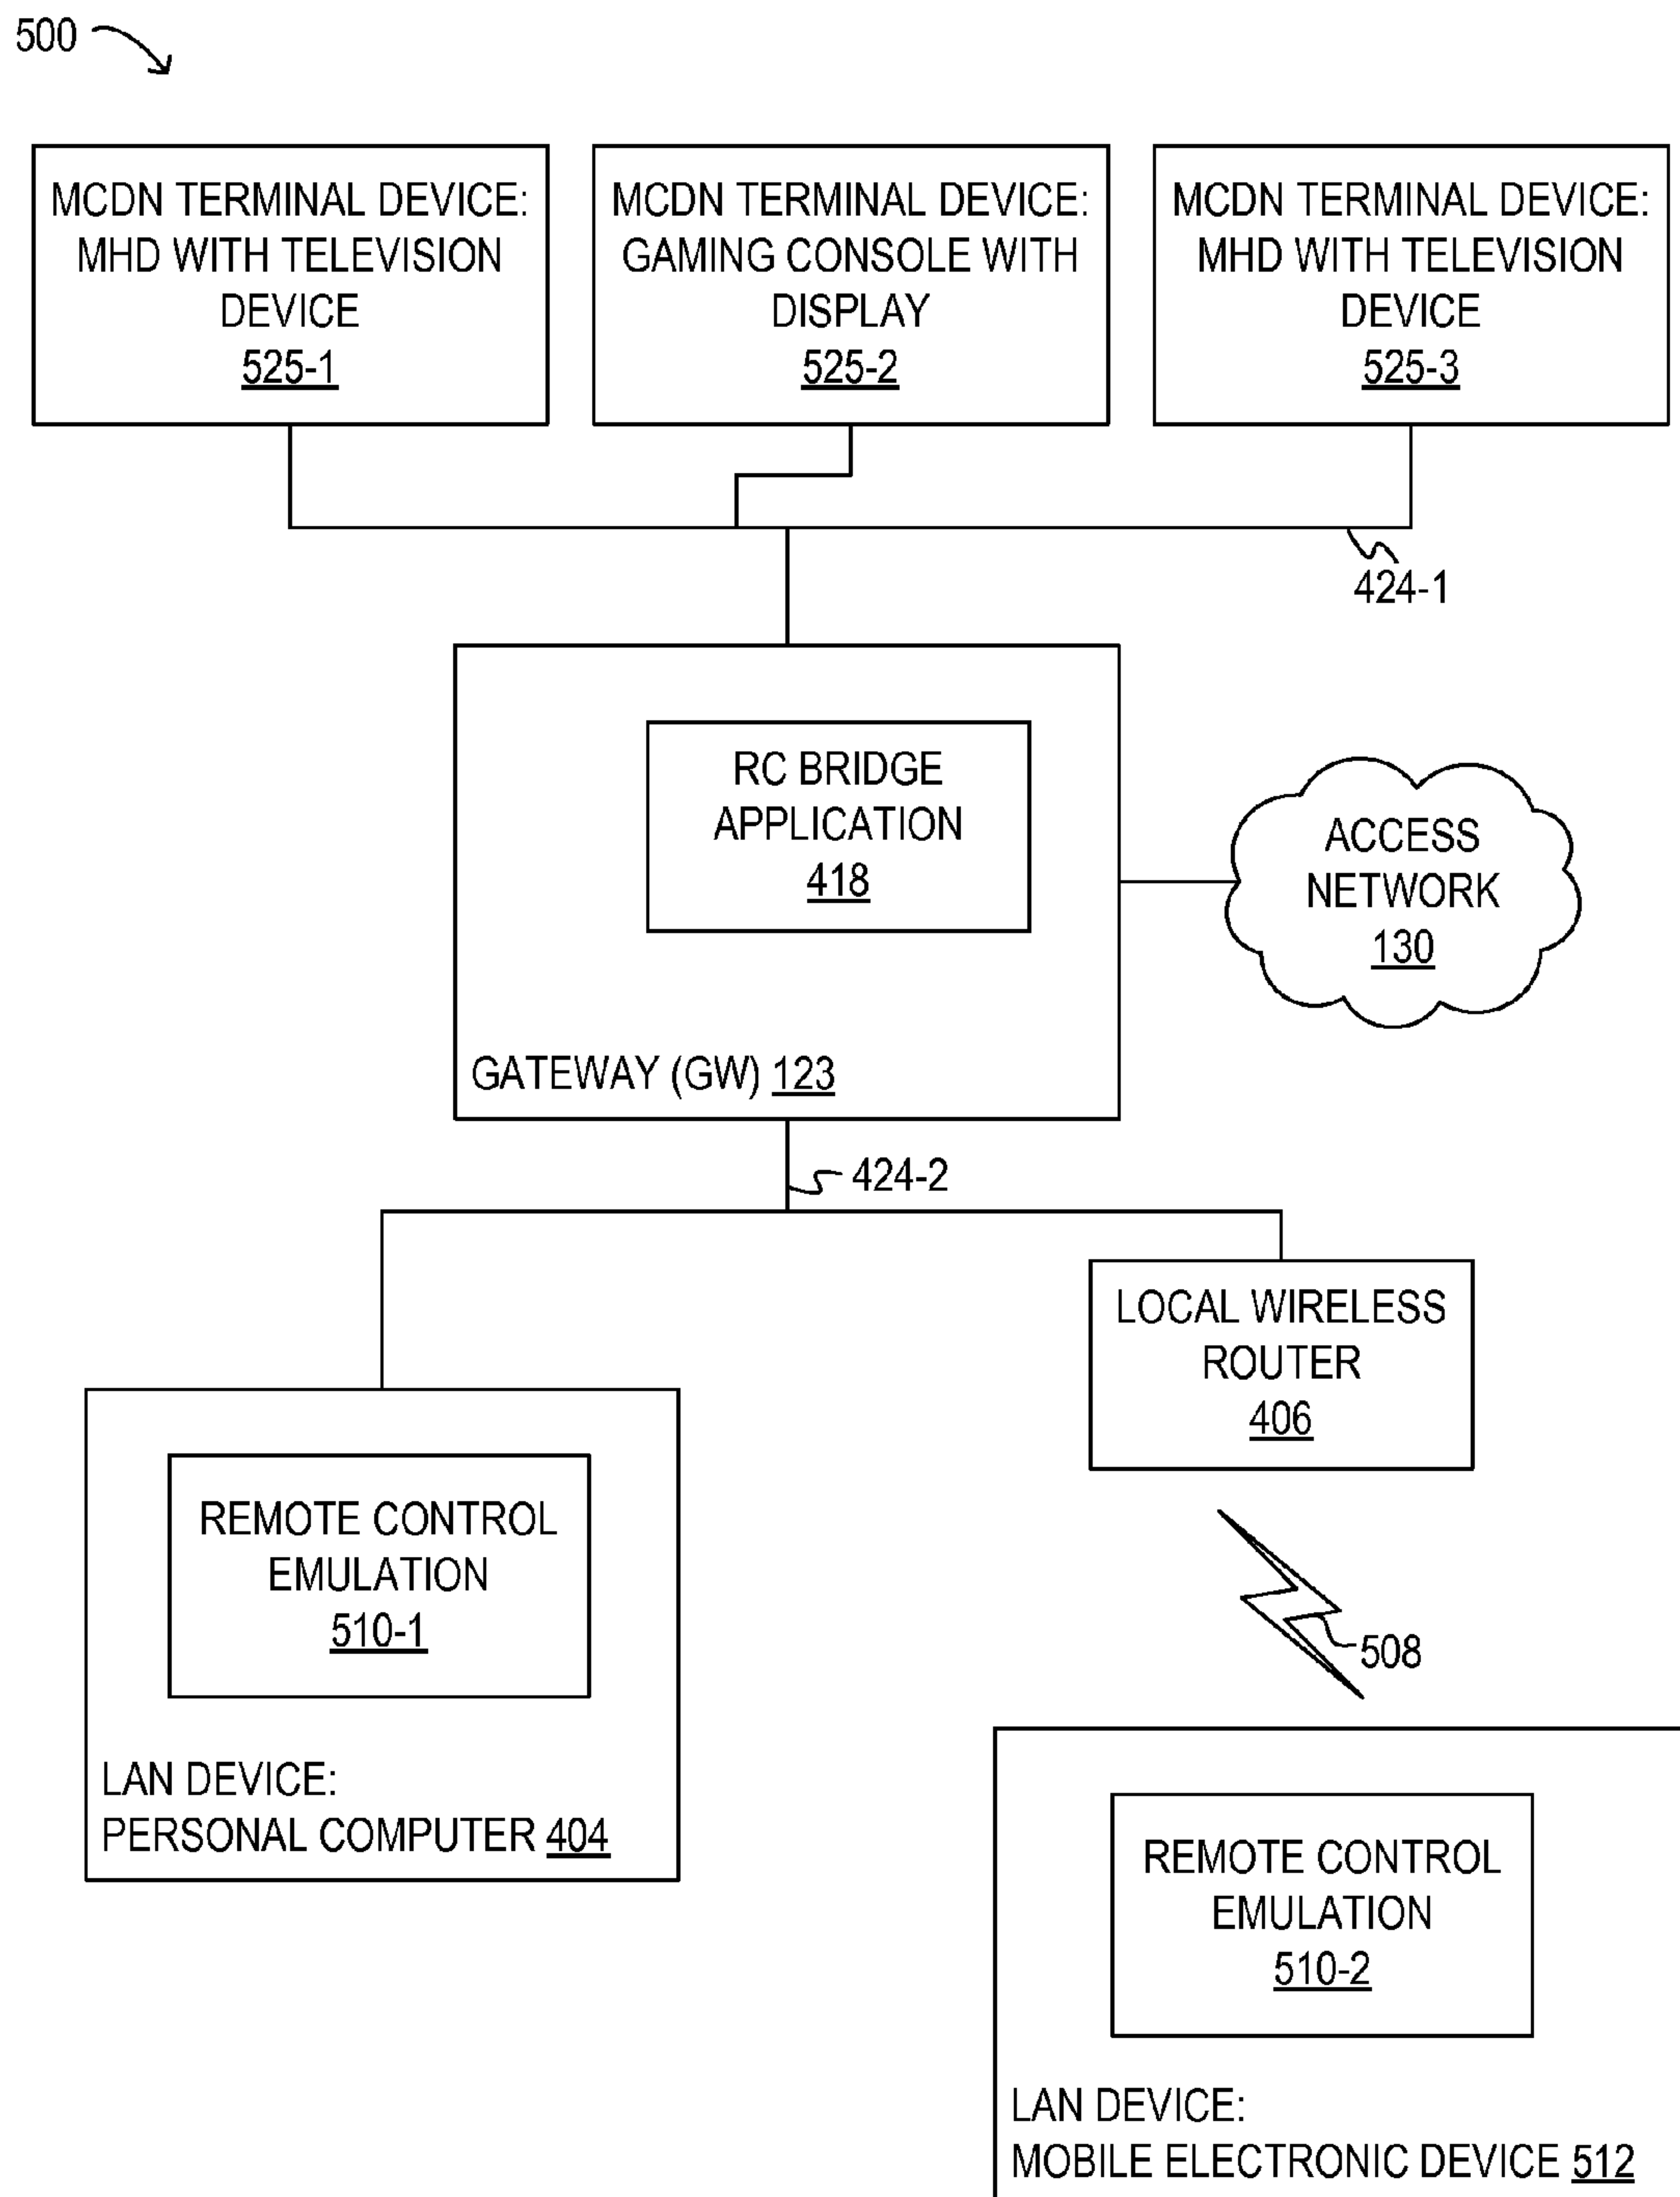 500
MCDN TERMINAL DEVICE:
MHD WITH TELEVISION
DEVICE
525-1
MCDN TERMINAL DEVICE:
GAMING CONSOLE WITH
DISPLAY
525-2
MCDN TERMINAL DEVICE:
MHD WITH TELEVISION
DEVICE
525-3
424-1
RC BRIDGE
APPLICATION
418
GATEWAY (GW) 123
ACCESS
NETWORK
130
424-2
LOCAL WIRELESS
ROUTER
406
REMOTE CONTROL
EMULATION
510-1
LAN DEVICE:
PERSONAL COMPUTER 404
508
REMOTE CONTROL
EMULATION
510-2
LAN DEVICE:
MOBILE ELECTRONIC DEVICE 512